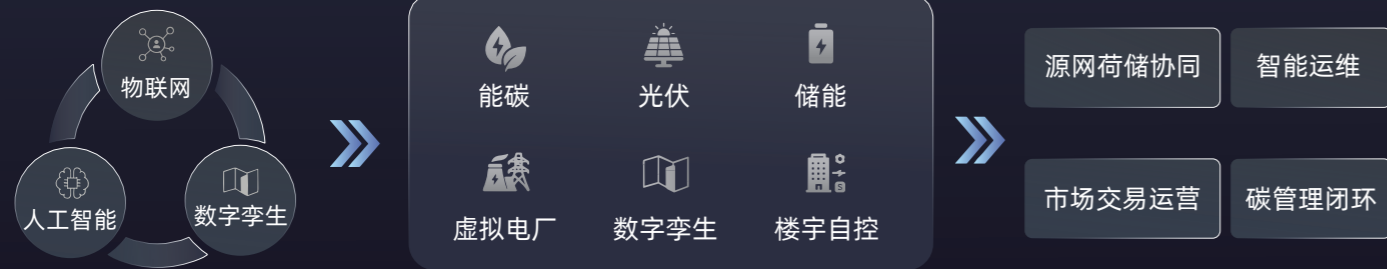 物联网
人工智能
数字孪生
能碳
光伏
储能
虚拟电厂
数字孪生
楼宇自控
源网荷储协同
智能运维
市场交易运营
碳管理闭环